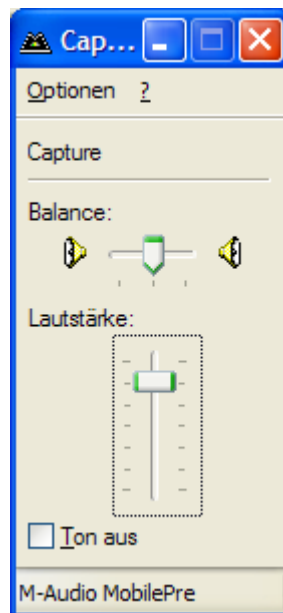 Cap...
Optionen ?
Capture
Balance:
Lautstärke:
Ton aus
M-Audio MobilePre